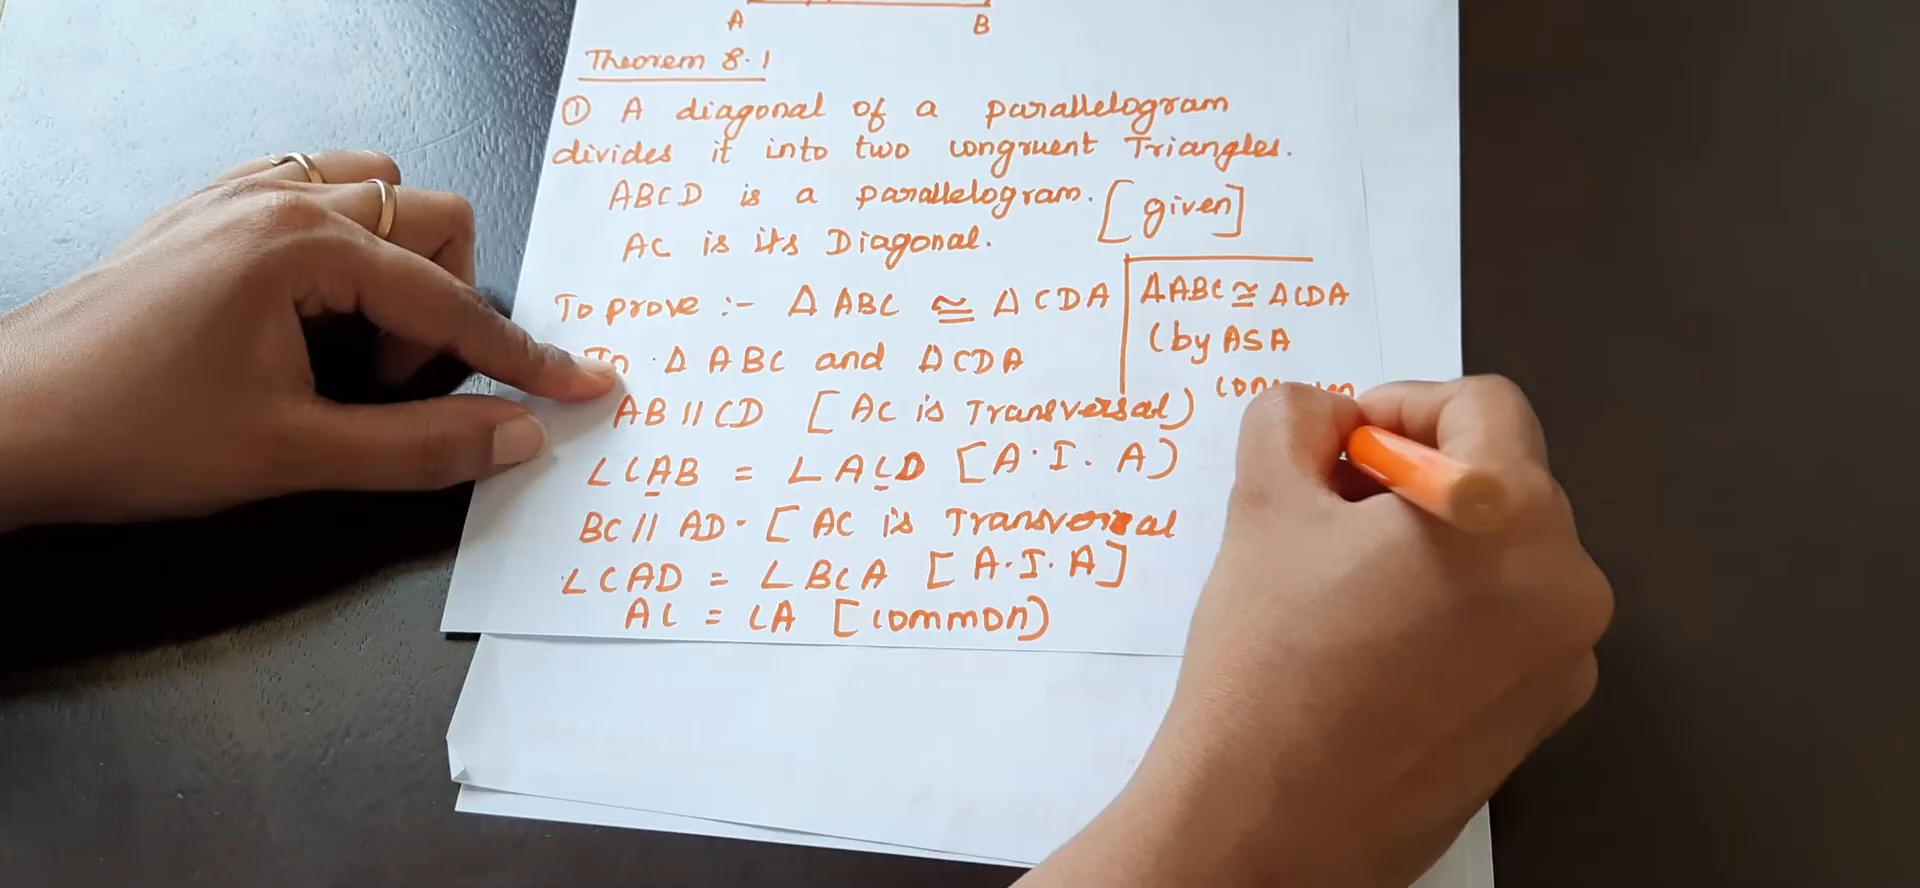 A B
Theorem 8.1
① A diagonal of a parallelogram
divides it into two congruent Triangles.
ABCD is a parallelogram. [given]
AC is its Diagonal.
To prove :- Δ ABC ≅ Δ CDA
In Δ ABC and ΔCDA
AB // CD [AC is Transversal)
∠CAB = ∠ACD [A.I.A)
BC // AD. [AC is Transversal
∠CAD = ∠BCA [A.I.A]
AC = CA [common)
ΔABC ≅ ΔCDA
(by ASA